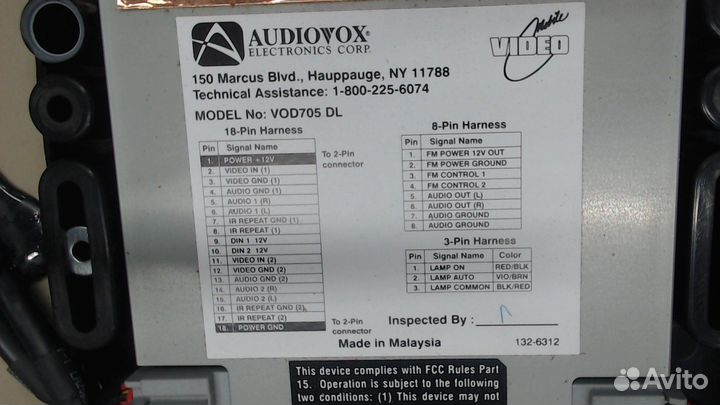 AUDIOVOX®
ELECTRONICS CORP.
Mobile
VIDEO
150 Marcus Blvd., Hauppauge, NY 11788
Technical Assistance: 1-800-225-6074
MODEL No: VOD705 DL
18-Pin Harness
Pin Signal Name
1. POWER +12V To 2-Pin connector
2. VIDEO IN (1)
3. VIDEO GND (1)
4. AUDIO GND (1)
5. AUDIO 1 (R)
6. AUDIO 1 (L)
7. IR REPEAT GND (1)
8. IR REPEAT (1)
9. DIN 1 12V
10. DIN 2 12V
11. VIDEO IN (2)
12. VIDEO GND (2)
13. AUDIO GND (2)
14. AUDIO 2 (R)
15. AUDIO 2 (L)
16. IR REPEAT GND (2)
17. IR REPEAT (2)
18. POWER GND To 2-Pin connector
8-Pin Harness
Pin Signal Name
1. FM POWER 12V OUT
2. FM POWER GROUND
3. FM CONTROL 1
4. FM CONTROL 2
5. AUDIO OUT (L)
6. AUDIO OUT (R)
7. AUDIO GROUND
8. AUDIO GROUND
3-Pin Harness
Pin Signal Name Color
1. LAMP ON RED/BLK
2. LAMP AUTO VIO/BRN
3. LAMP COMMON BLK/RED
Inspected By :
Made in Malaysia 132-6312
This device complies with FCC Rules Part
15. Operation is subject to the following
two conditions: (1) This device may not
Avito